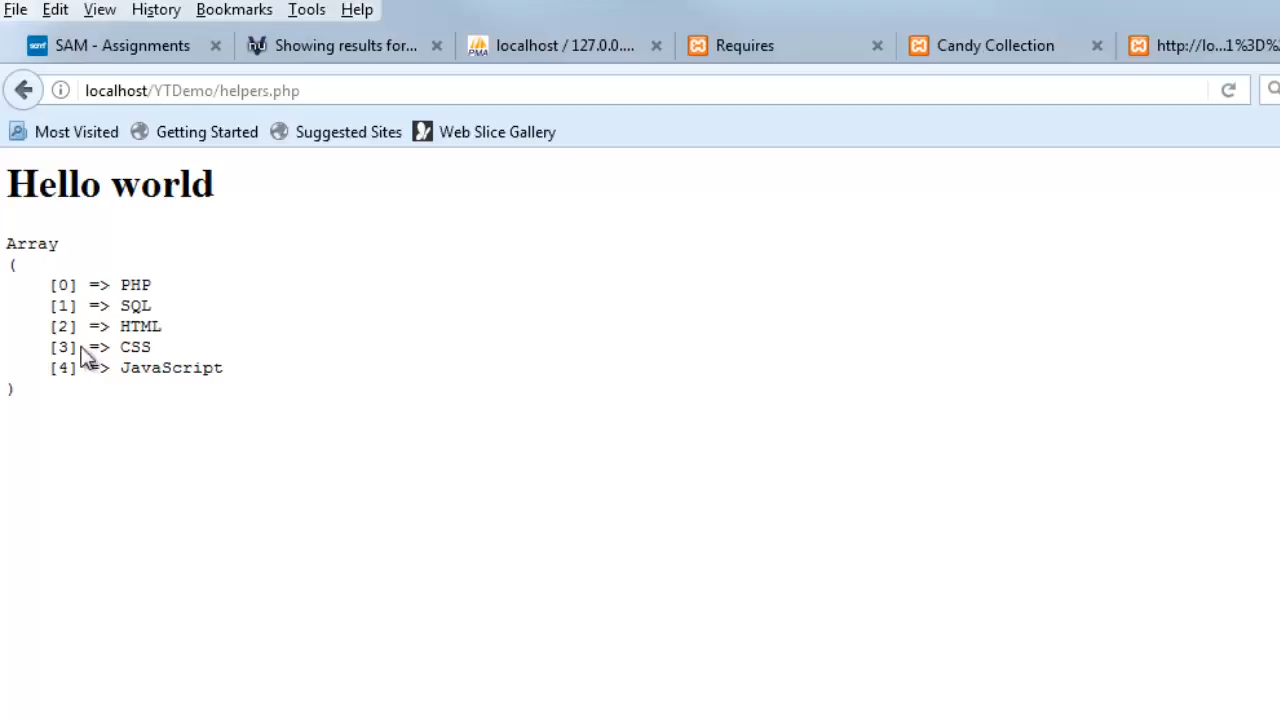 File Edit View History Bookmarks Tools Help
SAM - Assignments Showing results for... PMA localhost / 127.0.0.... Requires Candy Collection http://lo...1%3D%
localhost/YTDemo/helpers.php
Most Visited Getting Started Suggested Sites Web Slice Gallery
Hello world
Array
(
[0] => PHP
[1] => SQL
[2] => HTML
[3] => CSS
[4] => JavaScript
)